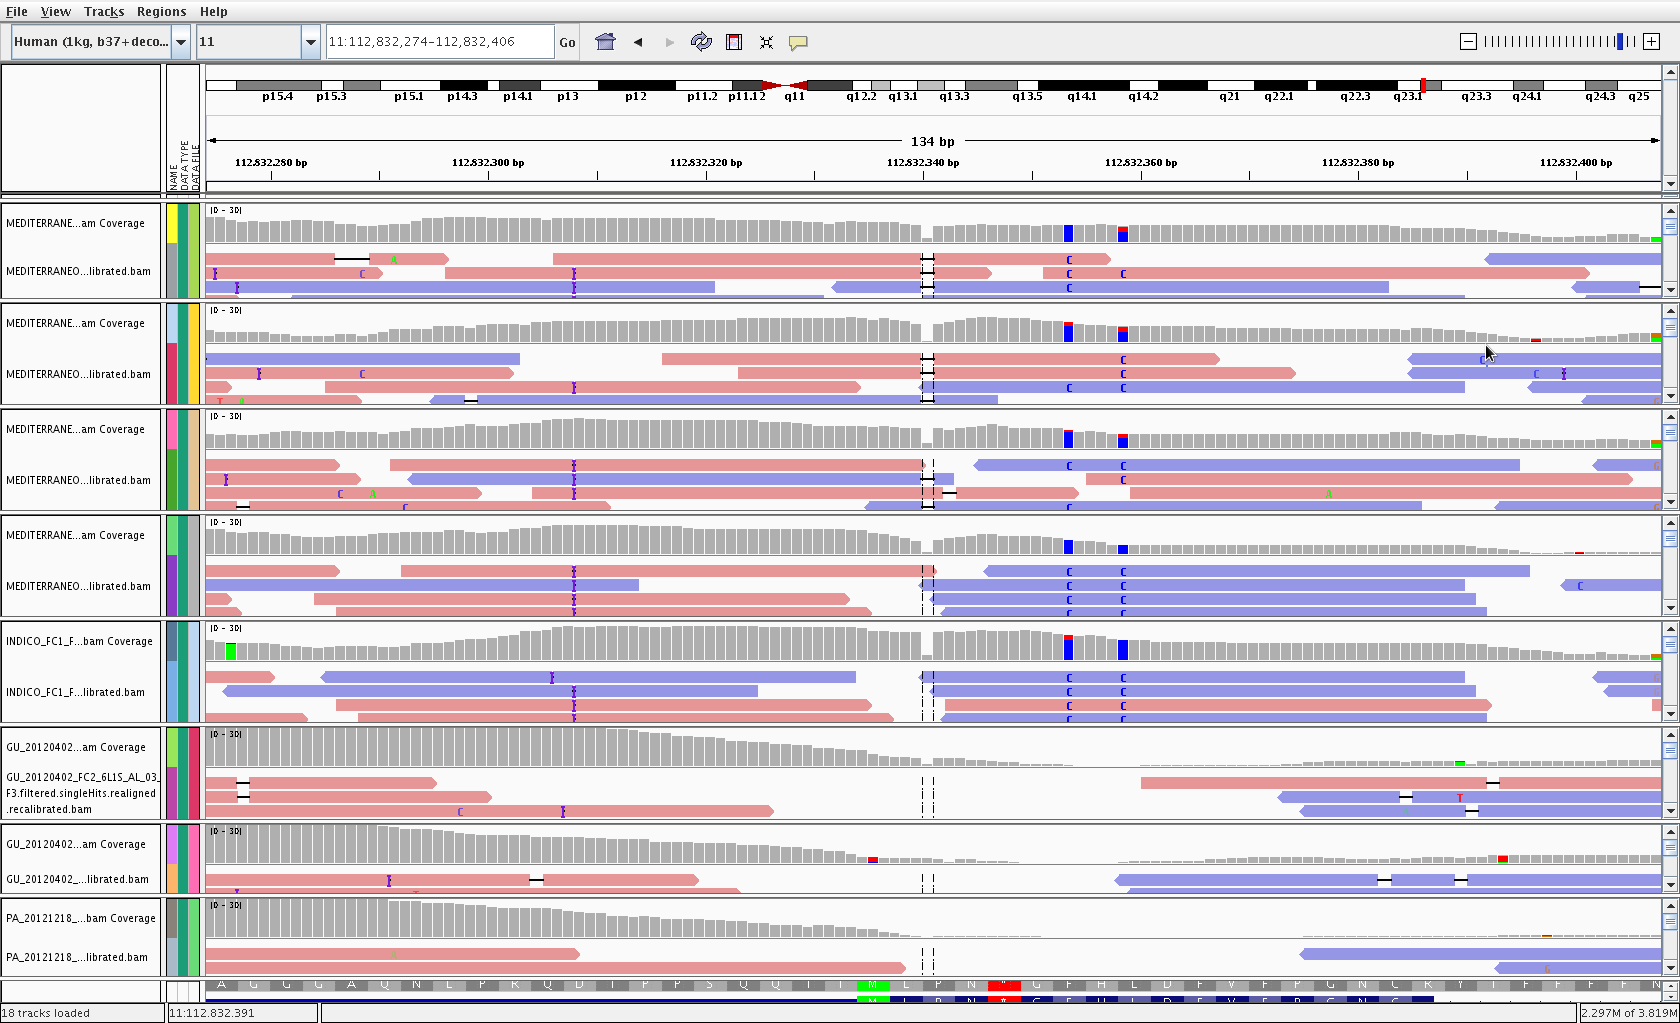 File View Tracks Regions Help
Human (1kg, b37+deco... 11 11:112,832,274-112,832,406 Go
p15.4 p15.3 p15.1 p14.3 p14.1 p13 p12 p11.2 p11.12 q11 q12.2 q13.1 q13.3 q13.5 q14.1 q14.2 q21 q22.1 q22.3 q23.1 q23.3 q24.1 q24.3 q25
134 bp
112.832.280 bp 112.832.300 bp 112.832.320 bp 112.832.340 bp 112.832.360 bp 112.832.380 bp 112.832.400 bp
NAME
DATA TYPE
DATA FILE
[0 - 30]
MEDITERRANE...am Coverage
A C
C I C C
MEDITERRANEO...librated.bam
I I C
[0 - 30]
MEDITERRANE...am Coverage
C C
MEDITERRANEO...librated.bam
I C C C I
I C C
T A
[0 - 30]
MEDITERRANE...am Coverage
I C C
MEDITERRANEO...librated.bam
I I C
C A I A
C C
[0 - 30]
MEDITERRANE...am Coverage
I C C
MEDITERRANEO...librated.bam
I C C C
I C C
I C C
[0 - 30]
INDICO_FC1_F...bam Coverage
I C C
INDICO_FC1_F...librated.bam
I C C
I C C
I C C
[0 - 30]
GU_20120402...am Coverage
GU_20120402_FC2_6L1S_AL_03_
F3.filtered.singleHits.realigned
.recalibrated.bam
T
C I
[0 - 30]
GU_20120402...am Coverage
GU_20120402_...librated.bam
I
[0 - 30]
PA_20121218_...bam Coverage
PA_20121218_...librated.bam
G
A G G G A Q N L P R Q D T P P S Q Q T T M L P N * G F H L D F V F P G N C K Y T F F F F N
M L P N * G F H L D F V F P G N C K
18 tracks loaded 11:112.832.391 2.297M of 3.819M